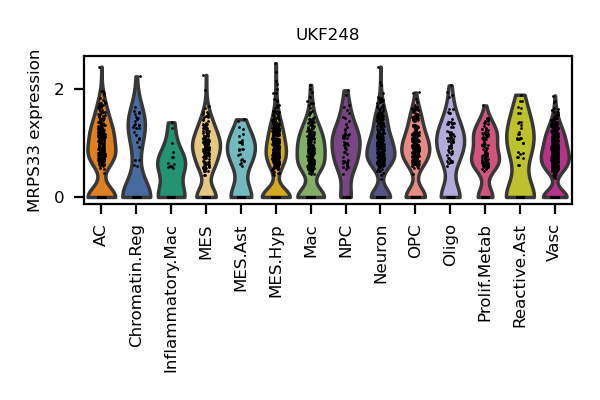 UKF248
MRPS33 expression
2
0
AC
Chromatin.Reg
Inflammatory.Mac
MES
MES.Ast
MES.Hyp
Mac
NPC
Neuron
OPC
Oligo
Prolif.Metab
Reactive.Ast
Vasc